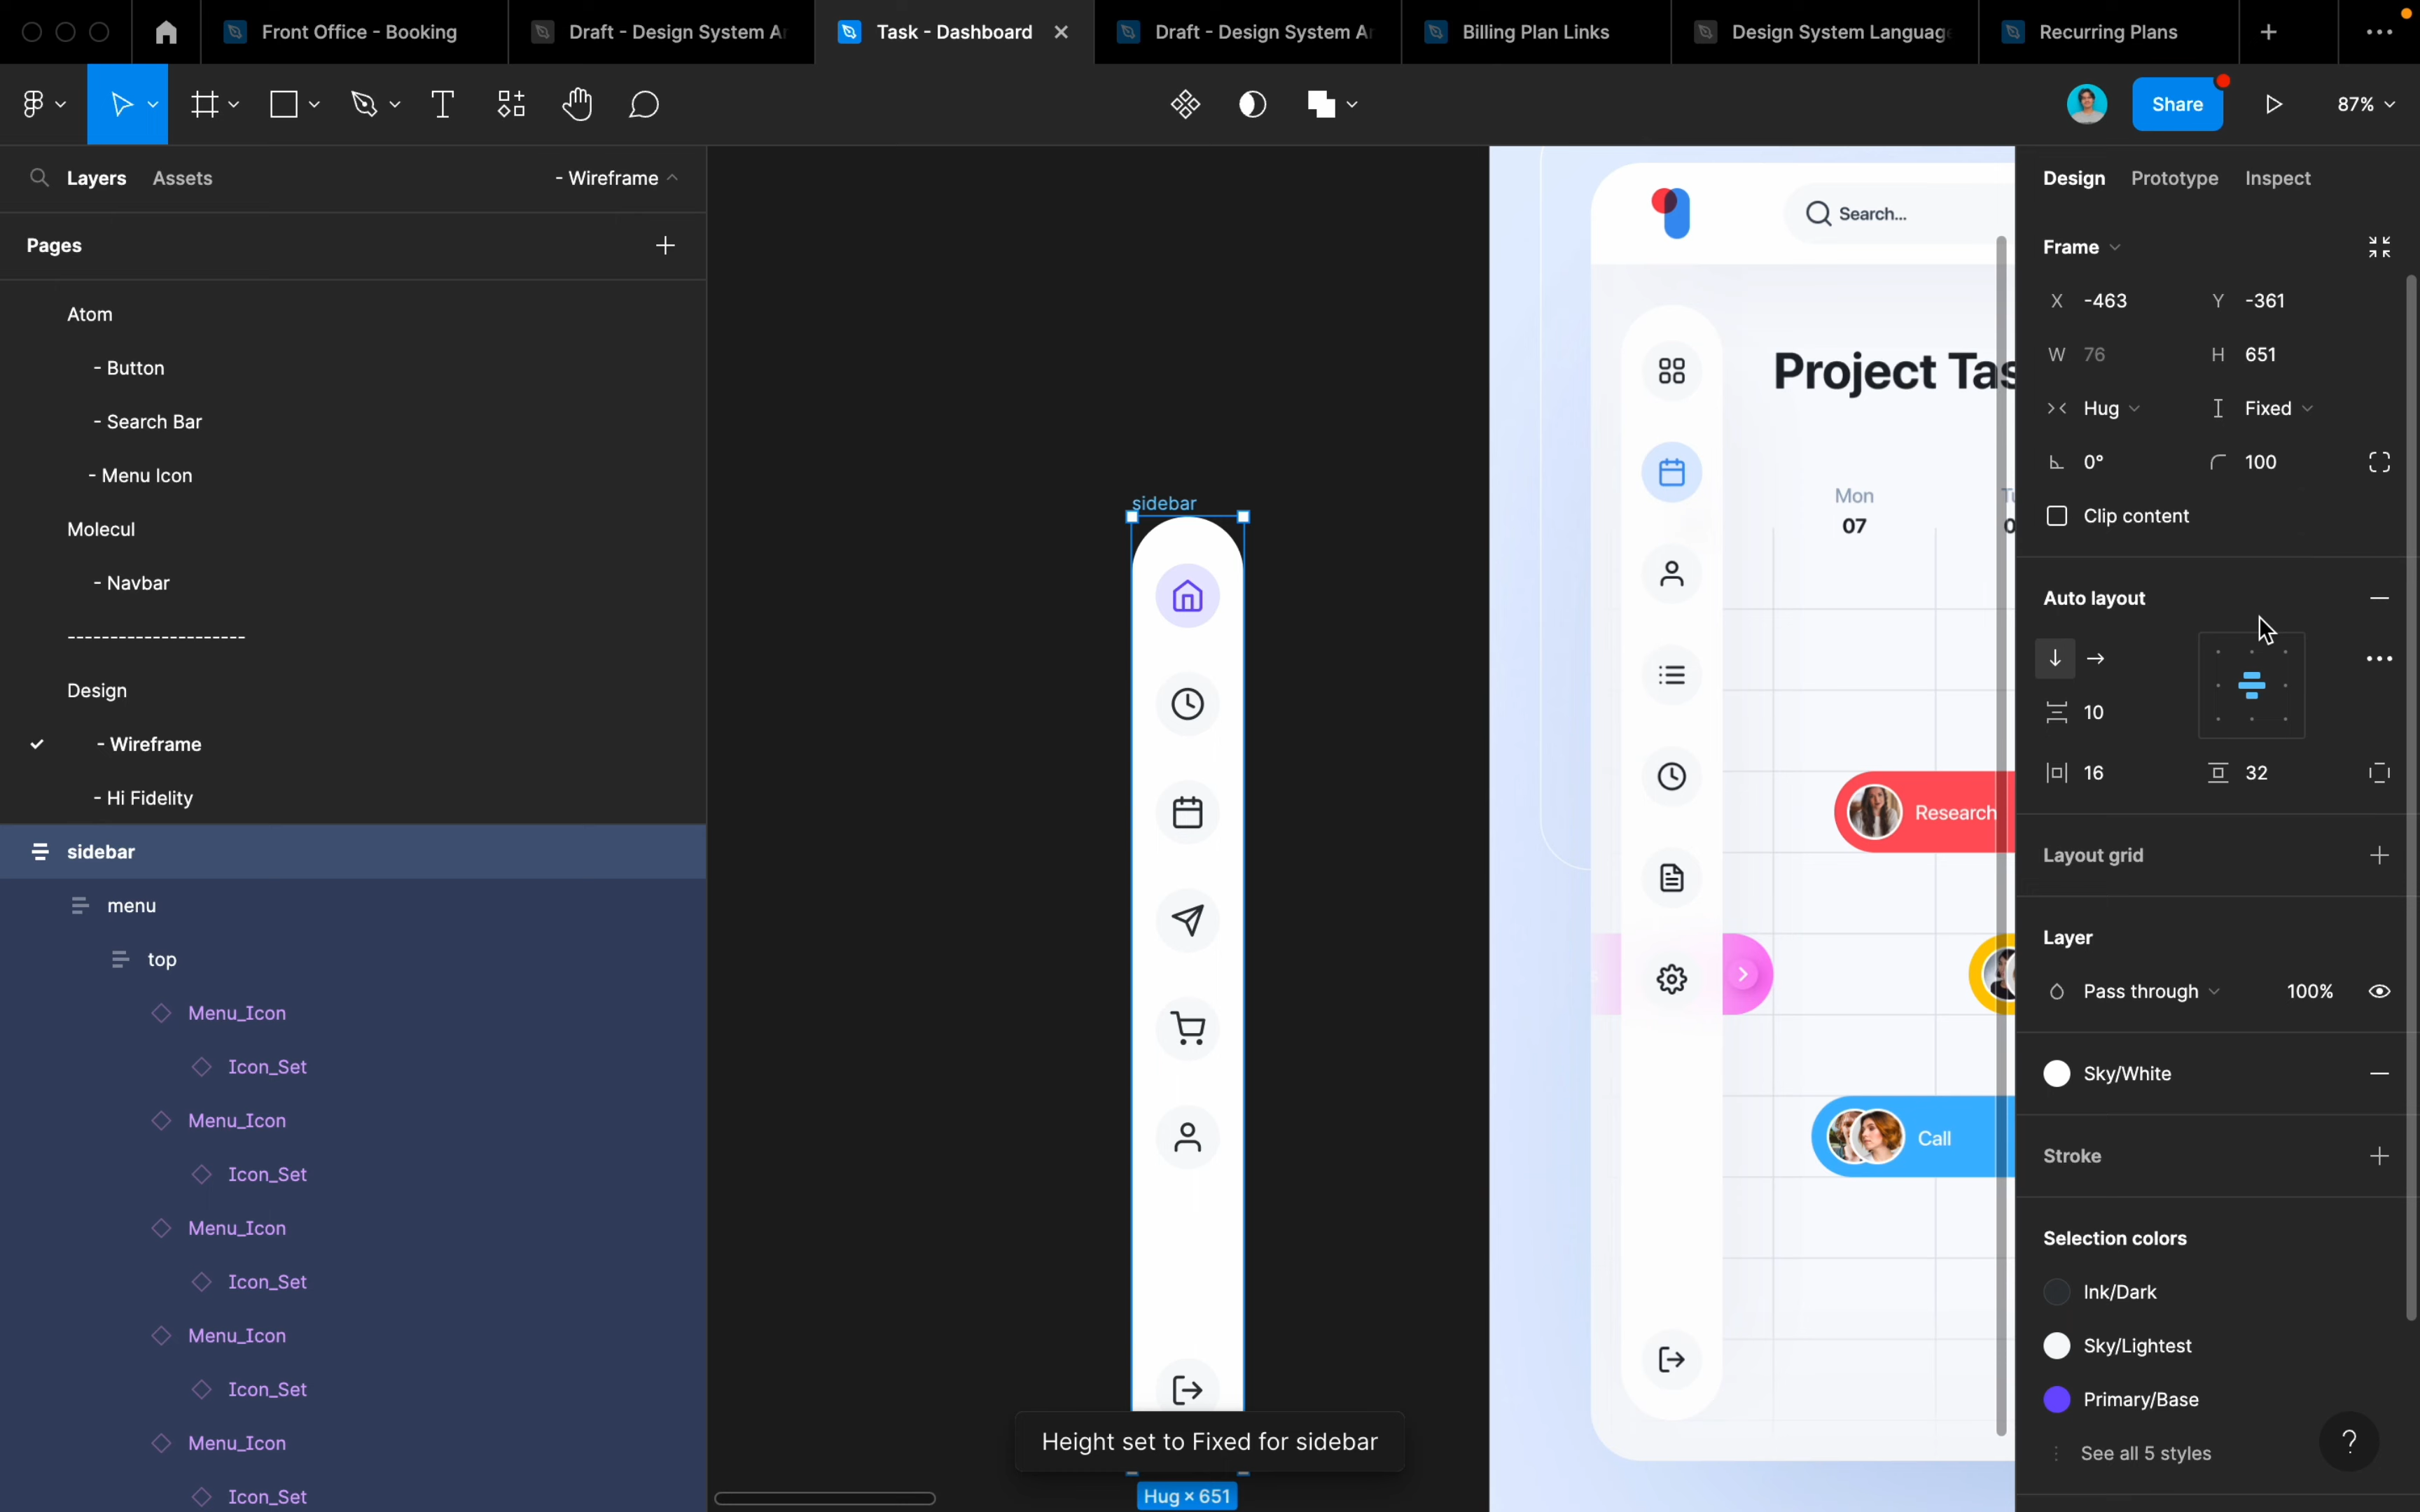 Front Office - Booking
Draft - Design System Ar
Task - Dashboard
Draft - Design System Ar
Billing Plan Links
Design System Language
Recurring Plans
Share
87%
Layers
Assets
- Wireframe
Pages
Atom
- Button
- Search Bar
- Menu Icon
Molecul
- Navbar
---------------------
Design
- Wireframe
- Hi Fidelity
sidebar
menu
top
Menu_Icon
Icon_Set
Menu_Icon
Icon_Set
Menu_Icon
Icon_Set
Menu_Icon
Icon_Set
Menu_Icon
Icon_Set
sidebar
Height set to Fixed for sidebar
Hug × 651
Search...
Project Tas
Mon
07
Tu
0
Research
Call
Design
Prototype
Inspect
Frame
X -463
Y -361
W 76
H 651
Hug
Fixed
0°
100
Clip content
Auto layout
10
16
32
Layout grid
Layer
Pass through
100%
Sky/White
Stroke
Selection colors
Ink/Dark
Sky/Lightest
Primary/Base
See all 5 styles
?